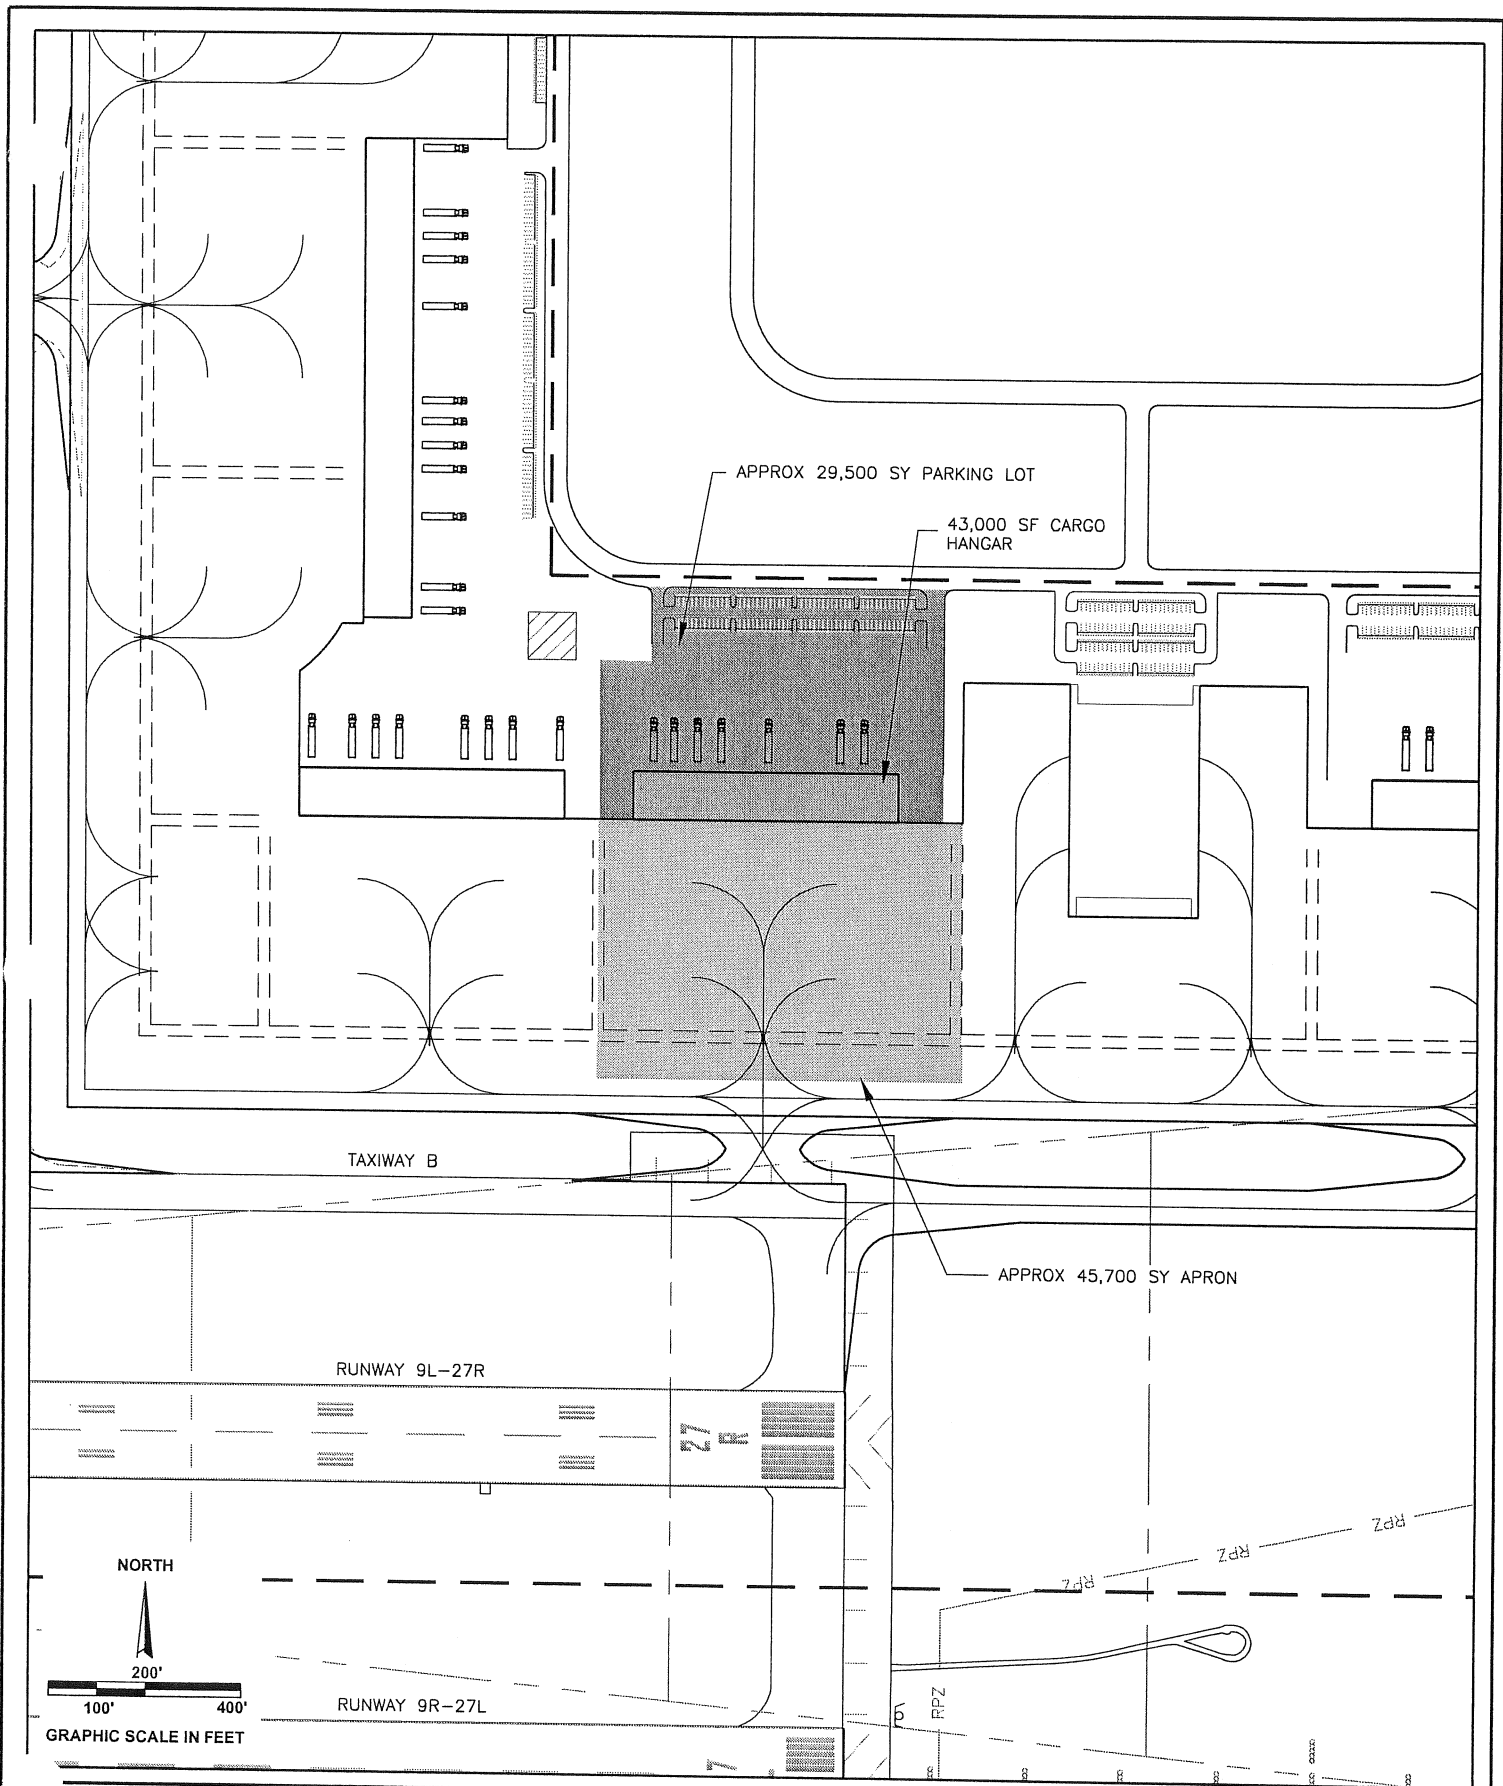 APPROX 29,500 SY PARKING LOT
43,000 SF CARGO
HANGAR
TAXIWAY B
APPROX 45,700 SY APRON
RUNWAY 9L-27R
27
R
RPZ
RPZ
RPZ
NORTH
200'
100'
400'
GRAPHIC SCALE IN FEET
RUNWAY 9R-27L
RPZ